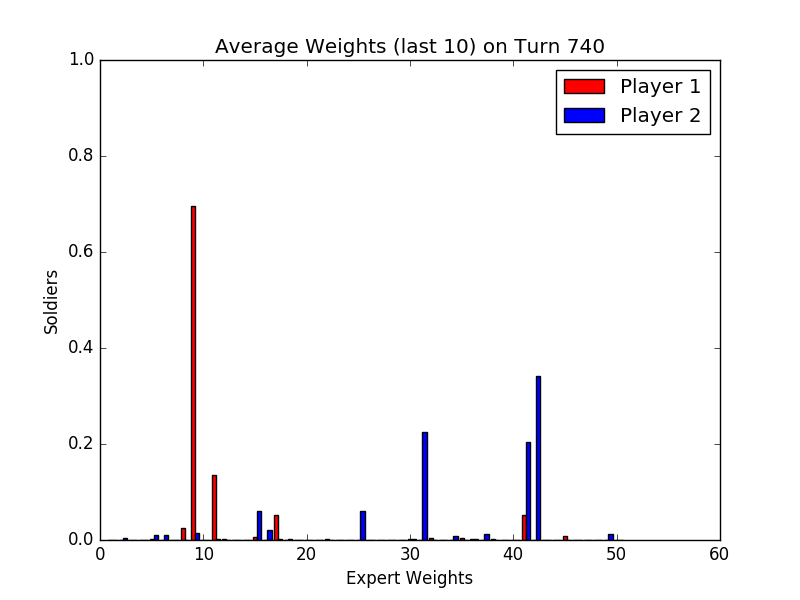 Average Weights (last 10) on Turn 740
1.0
0.8
0.6
0.4
0.2
0.0
Soldiers
Player 1
Player 2
0 10 20 30 40 50 60
Expert Weights